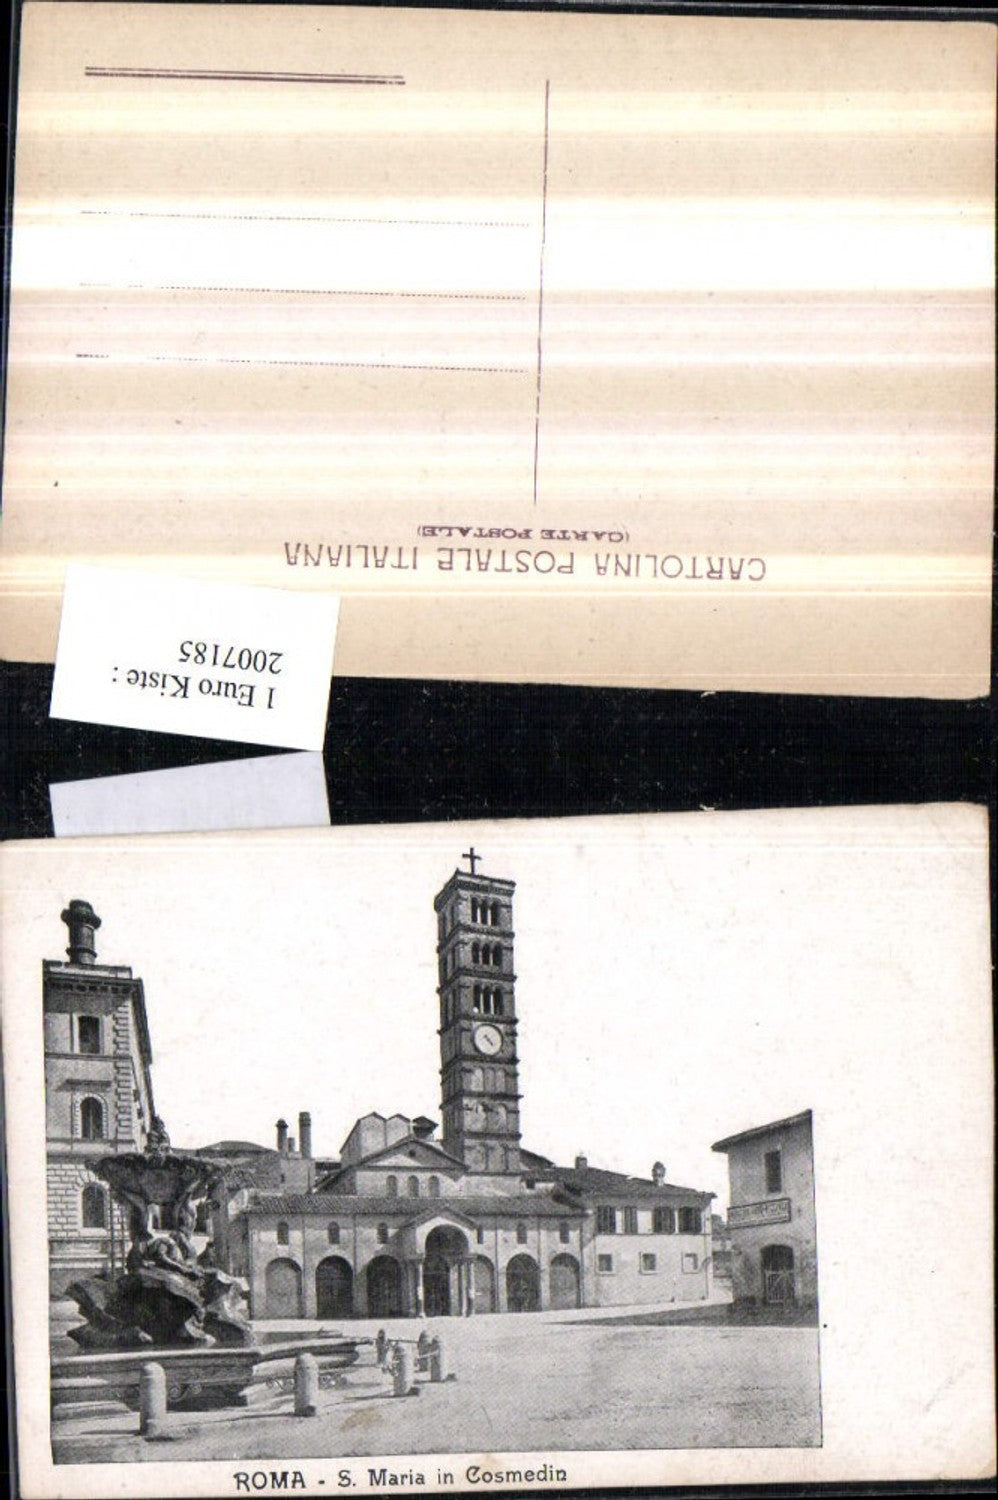 CARTOLINA POSTALE ITALIANA
(CARTE POSTALE)
1 Euro Kiste :
2007185
ROMA - S. Maria in Cosmedin